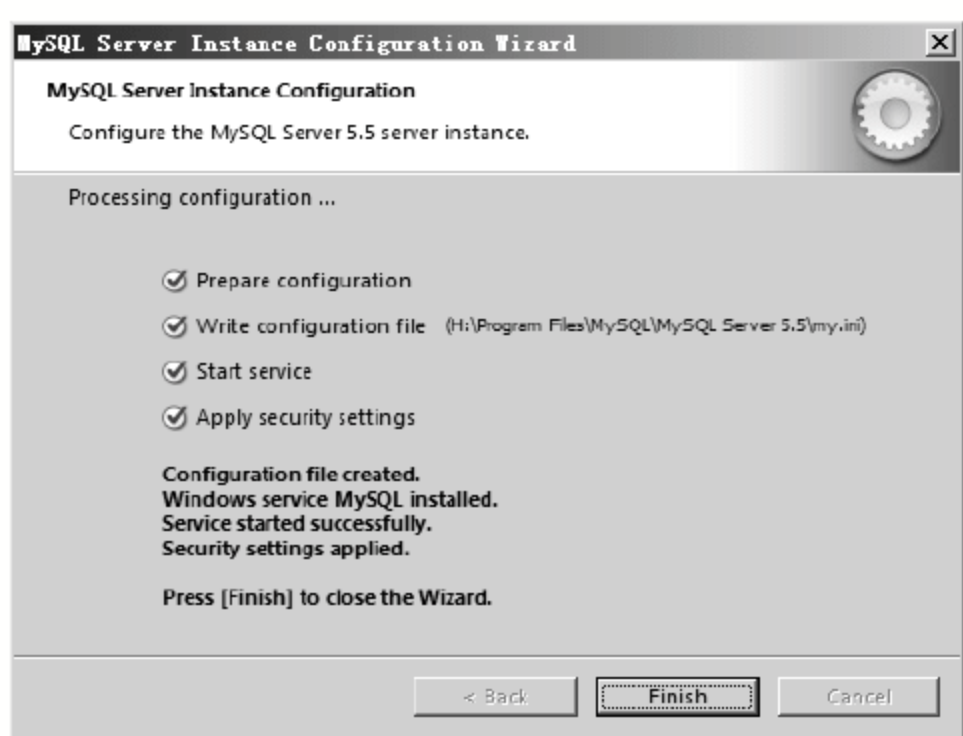 MySQL Server Instance Configuration Wizard
MySQL Server Instance Configuration
Configure the MySQL Server 5.5 server instance.
Processing configuration ...
Prepare configuration
Write configuration file (H:\Program Files\MySQL\MySQL Server 5.5\my.ini)
Start service
Apply security settings
Configuration file created.
Windows service MySQL installed.
Service started successfully.
Security settings applied.
Press [Finish] to close the Wizard.
< Back Finish Cancel